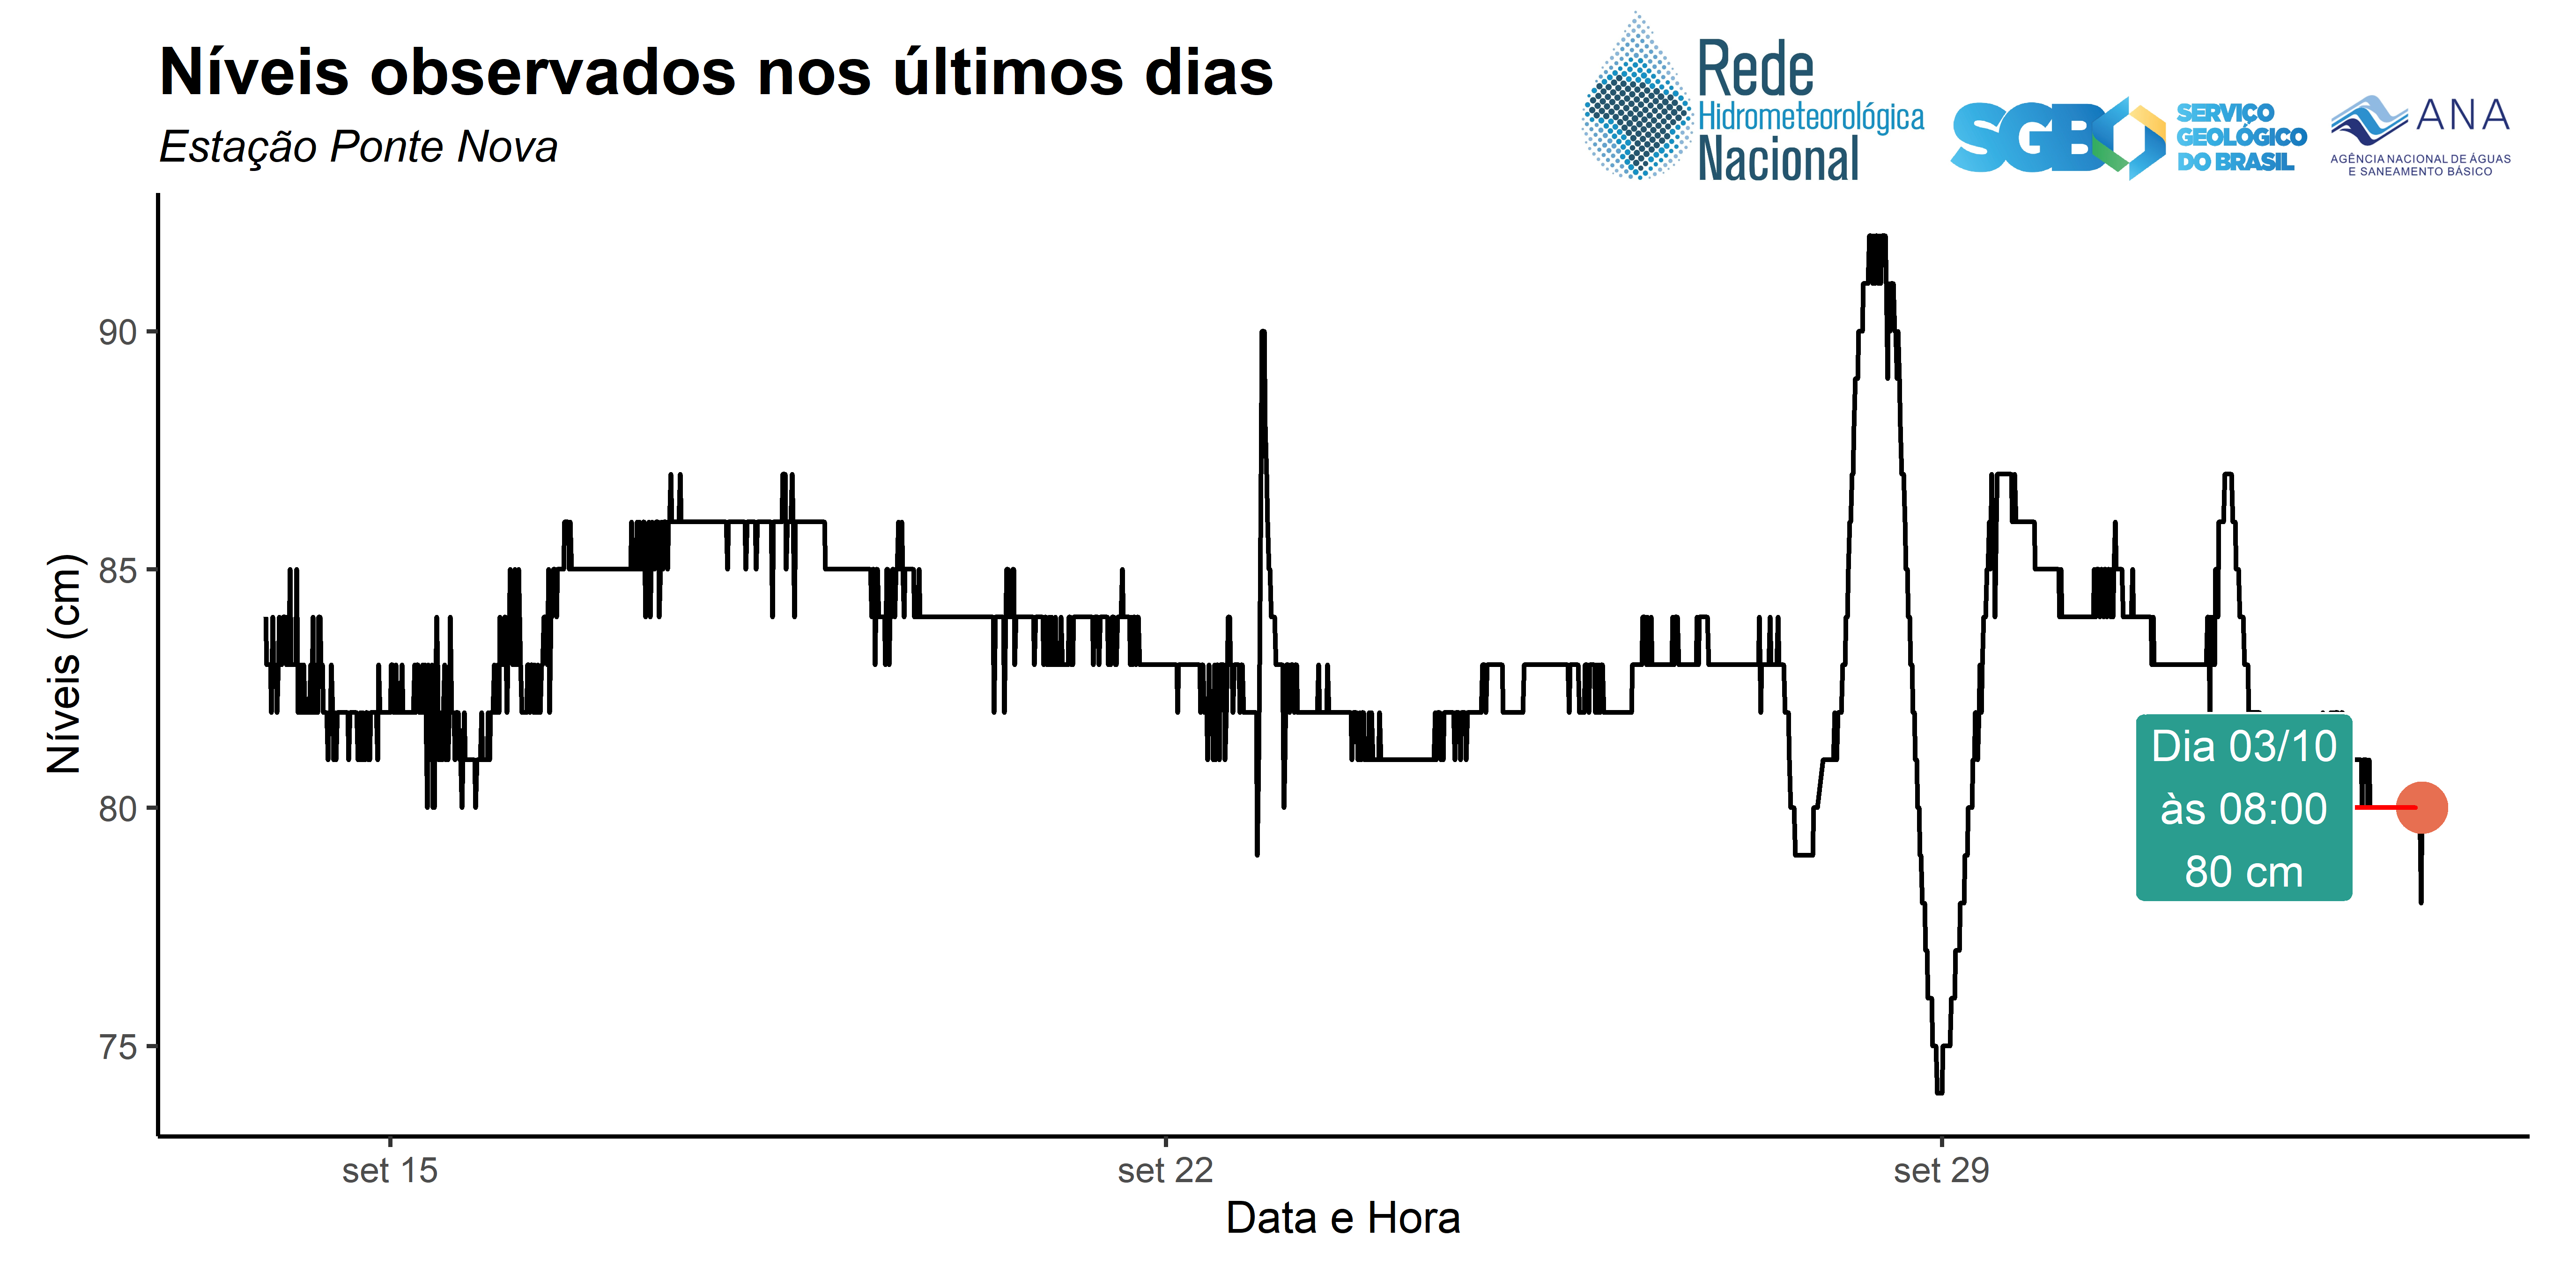 Níveis observados nos últimos dias
Estação Ponte Nova
Rede
Hidrometeorológica
Nacional
SGB
SERVIÇO
GEOLÓGICO
DO BRASIL
ANA
AGÊNCIA NACIONAL DE ÁGUAS
E SANEAMENTO BÁSICO
Níveis (cm)
90
85
80
75
Dia 03/10
às 08:00
80 cm
set 15
set 22
set 29
Data e Hora